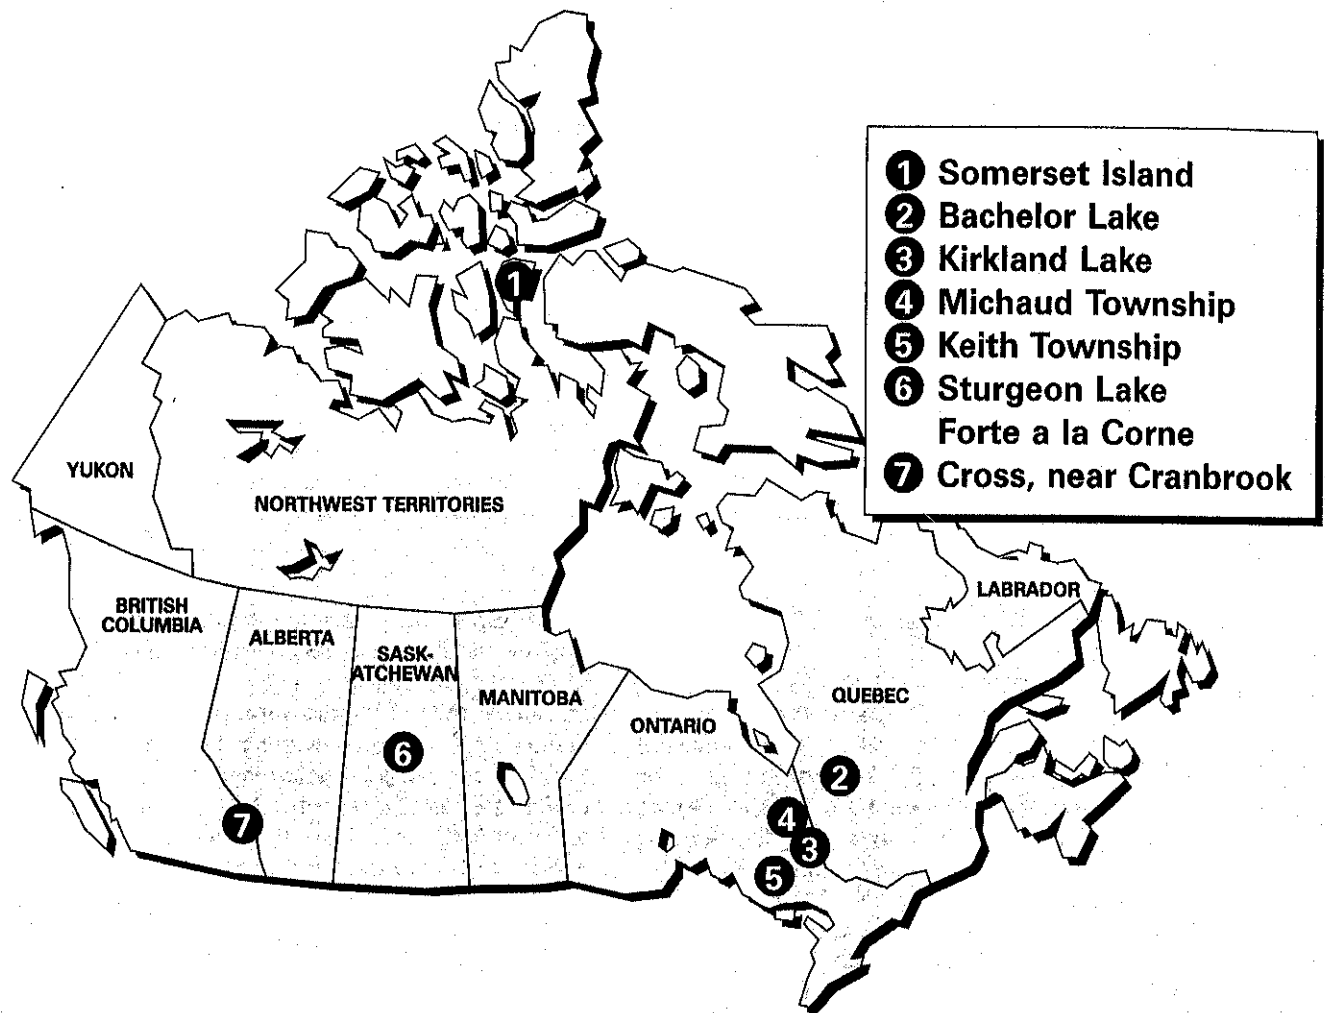 1 Somerset Island
2 Bachelor Lake
3 Kirkland Lake
4 Michaud Township
5 Keith Township
6 Sturgeon Lake
Forte a la Corne
7 Cross, near Cranbrook
1
YUKON
NORTHWEST TERRITORIES
BRITISH
COLUMBIA
ALBERTA
SASK-
ATCHEWAN
MANITOBA
ONTARIO
QUEBEC
LABRADOR
6
2
7
4
3
5